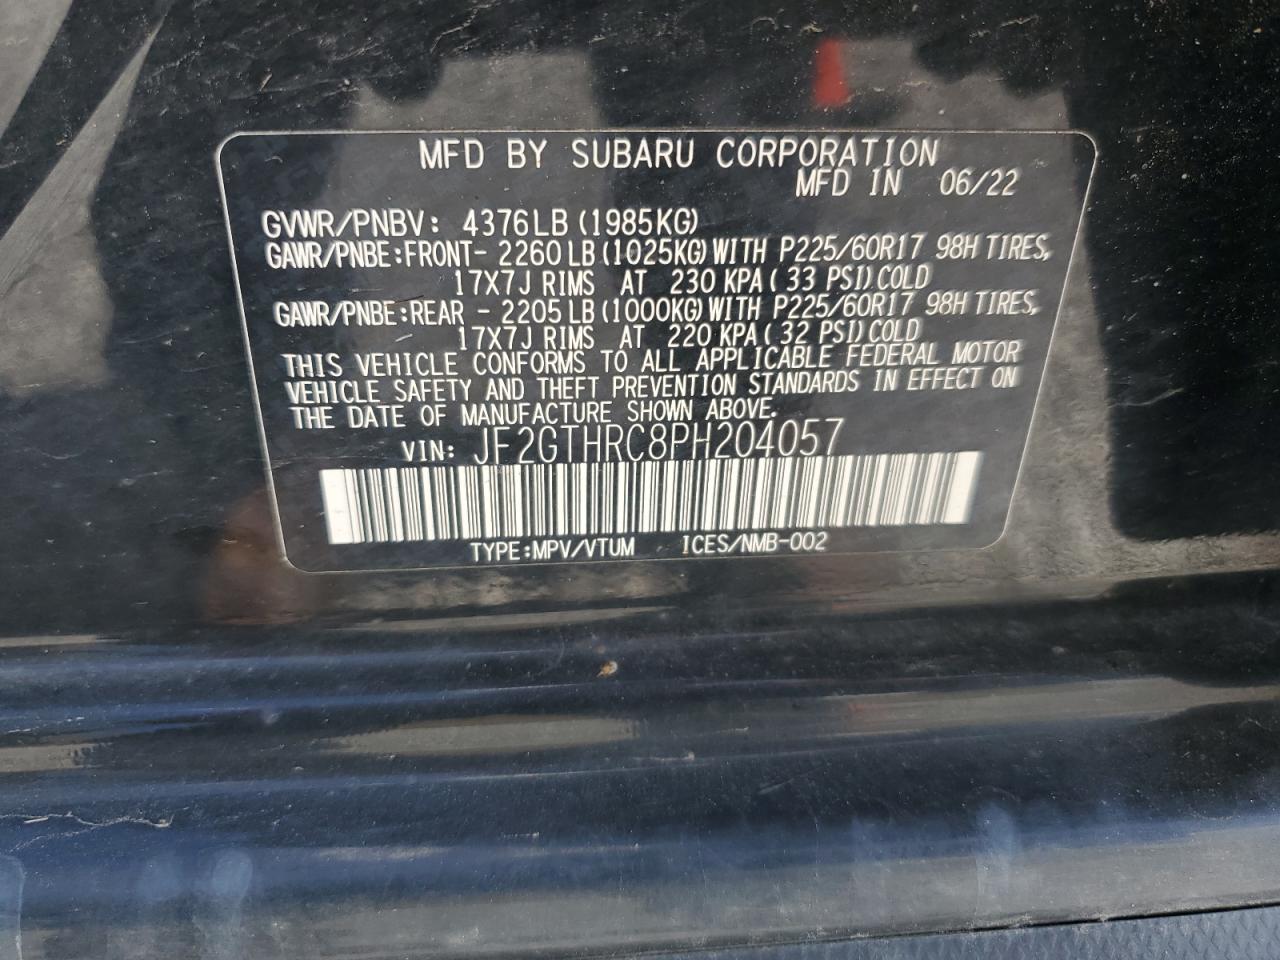 MFD BY SUBARU CORPORATION
MFD IN 06/22
GVWR/PNBV: 4376LB (1985KG)
GAWR/PNBE:FRONT- 2260 LB (1025KG) WITH P225/60R17 98H TIRES,
17X7J RIMS AT 230 KPA ( 33 PSI) COLD
GAWR/PNBE:REAR - 2205 LB (1000KG) WITH P225/60R17 98H TIRES,
17X7J RIMS AT 220 KPA ( 32 PSI) COLD
THIS VEHICLE CONFORMS TO ALL APPLICABLE FEDERAL MOTOR
VEHICLE SAFETY AND THEFT PREVENTION STANDARDS IN EFFECT ON
THE DATE OF MANUFACTURE SHOWN ABOVE.
VIN: JF2GTHRC8PH204057
TYPE:MPV/VTUM ICES/NMB-002